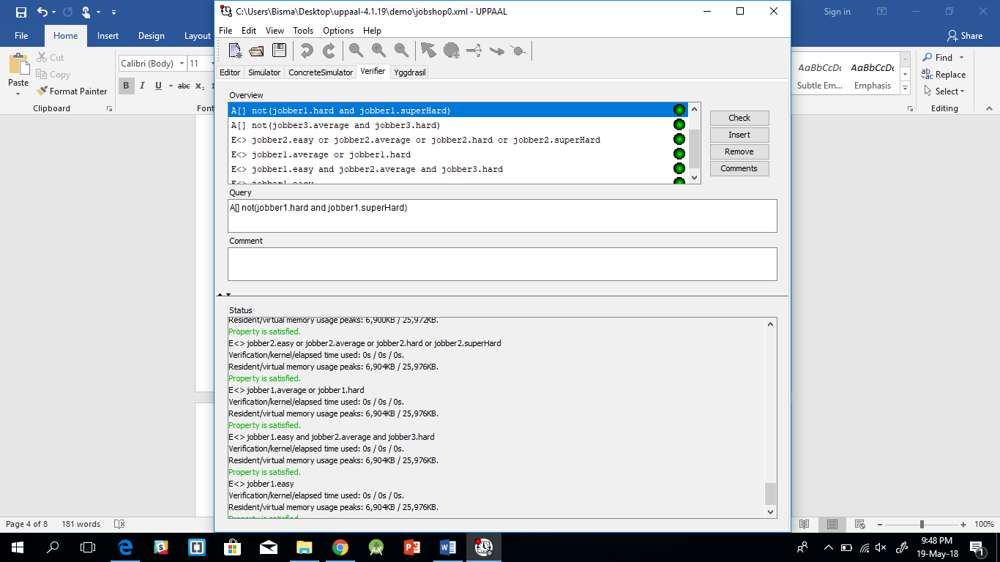 C:\Users\Bisma\Desktop\uppaal-4.1.19\demo\jobshop0.xml - UPPAAL
Sign in
File Home Insert Design Layout
Share
File Edit View Tools Options Help
Cut
Copy
Paste
Format Painter
Clipboard
Calibri (Body) 11
B I U abc x₂
Font
AaBbCcDc AaBbCcDc
Subtle Em... Emphasis
Find
Replace
Select
Editing
Editor Simulator ConcreteSimulator Verifier Yggdrasil
Overview
A[] not(jobber1.hard and jobber1.superHard)
A[] not(jobber3.average and jobber3.hard)
E<> jobber2.easy or jobber2.average or jobber2.hard or jobber2.superHard
E<> jobber1.average or jobber1.hard
E<> jobber1.easy and jobber2.average and jobber3.hard
E<> jobber1.easy
Check
Insert
Remove
Comments
Query
A[] not(jobber1.hard and jobber1.superHard)
Comment
Status
Resident/virtual memory usage peaks: 6,900KB / 25,972KB.
Property is satisfied.
E<> jobber2.easy or jobber2.average or jobber2.hard or jobber2.superHard
Verification/kernel/elapsed time used: 0s / 0s / 0s.
Resident/virtual memory usage peaks: 6,904KB / 25,976KB.
Property is satisfied.
E<> jobber1.average or jobber1.hard
Verification/kernel/elapsed time used: 0s / 0s / 0s.
Resident/virtual memory usage peaks: 6,904KB / 25,976KB.
Property is satisfied.
E<> jobber1.easy and jobber2.average and jobber3.hard
Verification/kernel/elapsed time used: 0s / 0s / 0s.
Resident/virtual memory usage peaks: 6,904KB / 25,976KB.
Property is satisfied.
E<> jobber1.easy
Verification/kernel/elapsed time used: 0s / 0s / 0s.
Resident/virtual memory usage peaks: 6,904KB / 25,976KB.
Property is satisfied.
Page 4 of 8 181 words
100%
9:48 PM
19-May-18
1